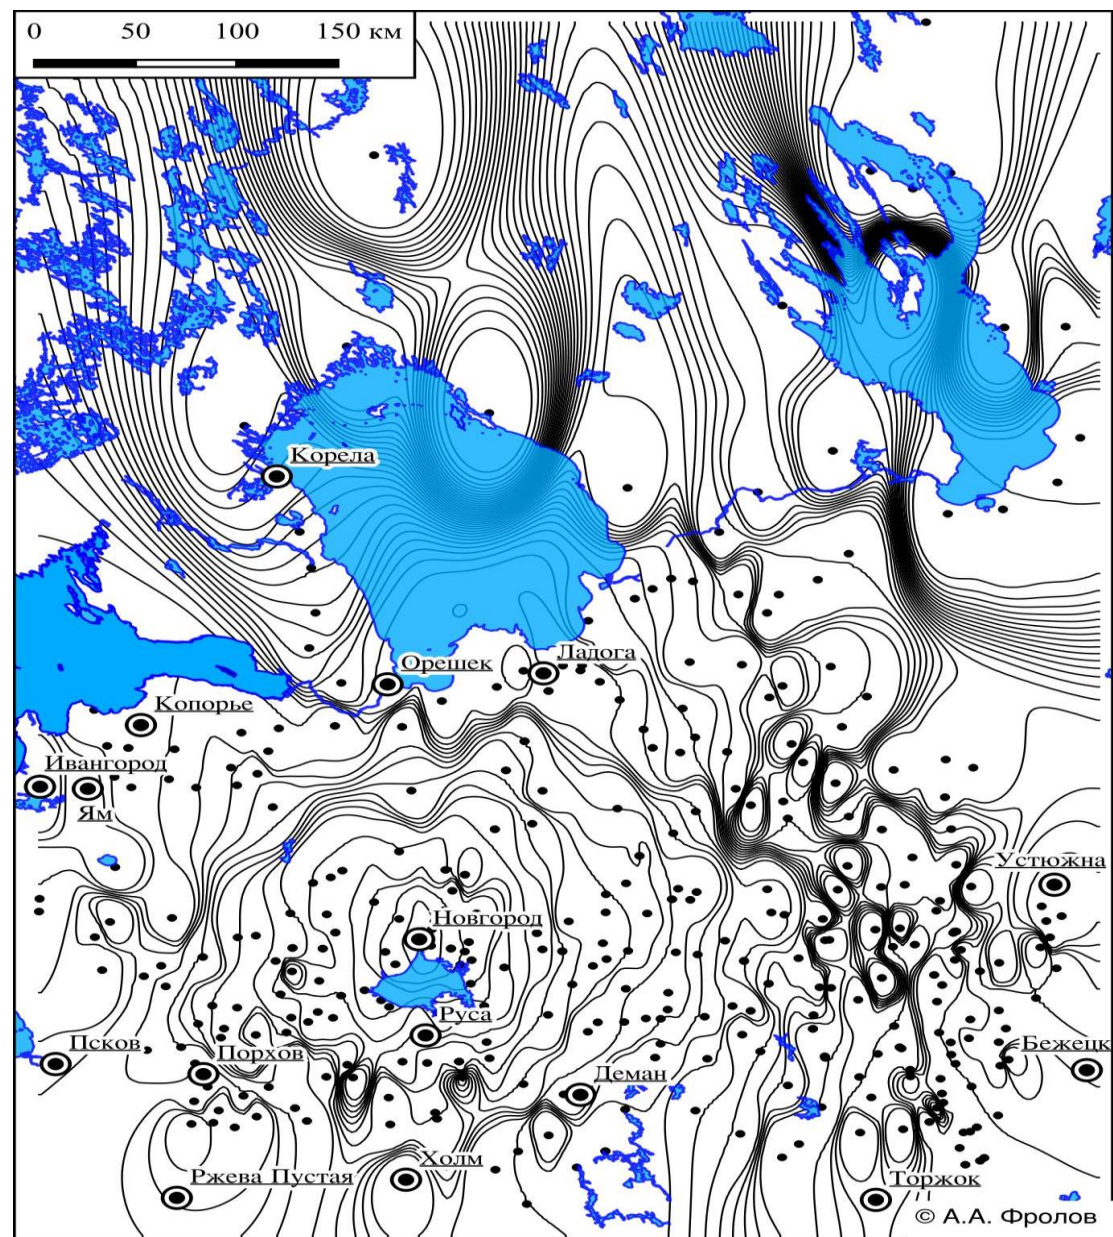 0 50 100 150 км
Корела
Ладога
Орешек
Копорье
Ивангород
Ям
Устюжна
Новгород
Руса
Псков
Порхов
Бежецк
Деман
Холм
Ржева Пустая
Торжок
© А.А. Фролов